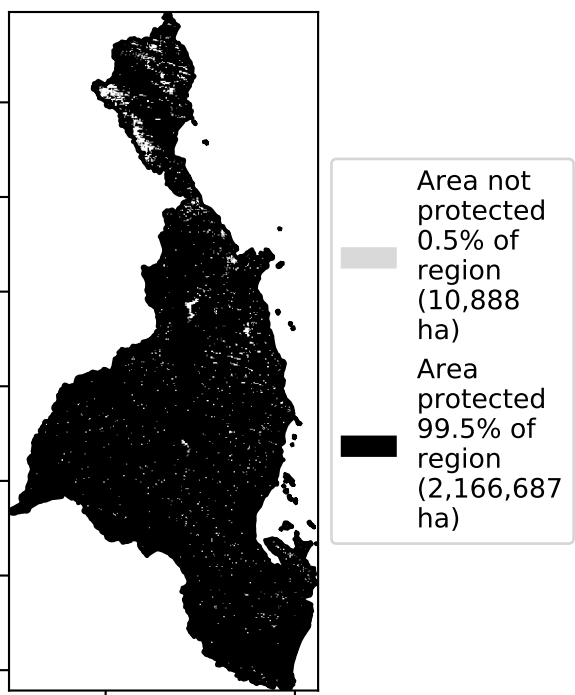 Area not
protected
0.5% of
region
(10,888
ha)
Area
protected
99.5% of
region
(2,166,687
ha)